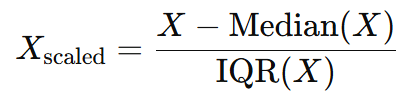 X_scaled = (X − Median(X)) / IQR(X)